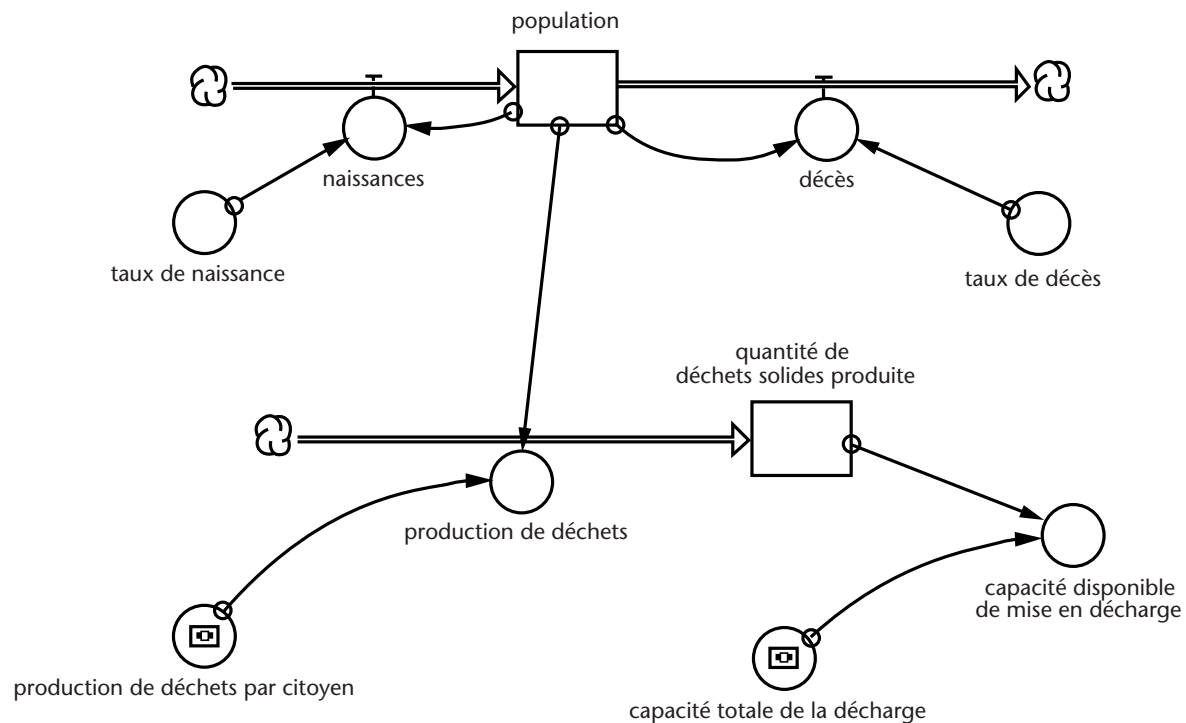 population
naissances
décès
taux de naissance
taux de décès
quantité de
déchets solides produite
production de déchets
capacité disponible
de mise en décharge
production de déchets par citoyen
capacité totale de la décharge